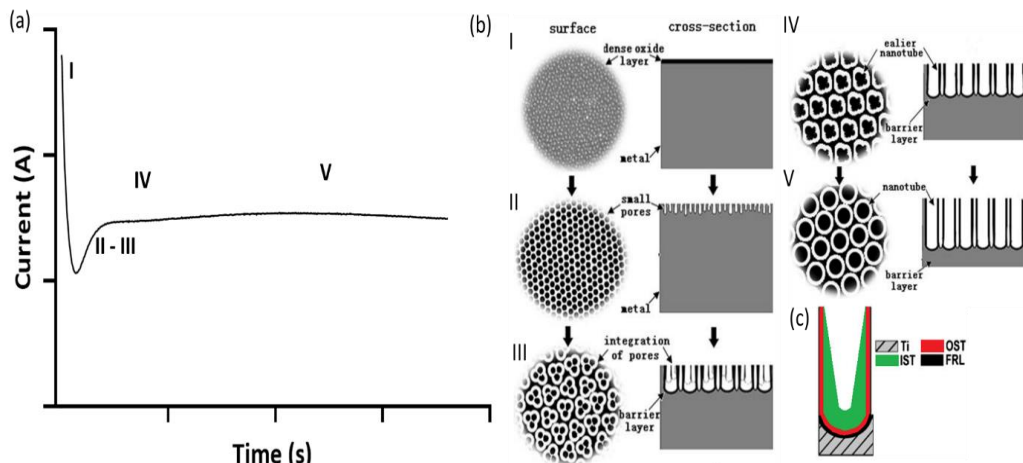 (a)
Current (A)
I
II - III
IV
V
Time (s)
(b)
surface
cross-section
I
dense oxide
layer
metal
II
small
pores
metal
III
integration
of pores
barrier
layer
IV
ealier
nanotube
barrier
layer
V
nanotube
barrier
layer
(c)
Ti
OST
IST
FRL